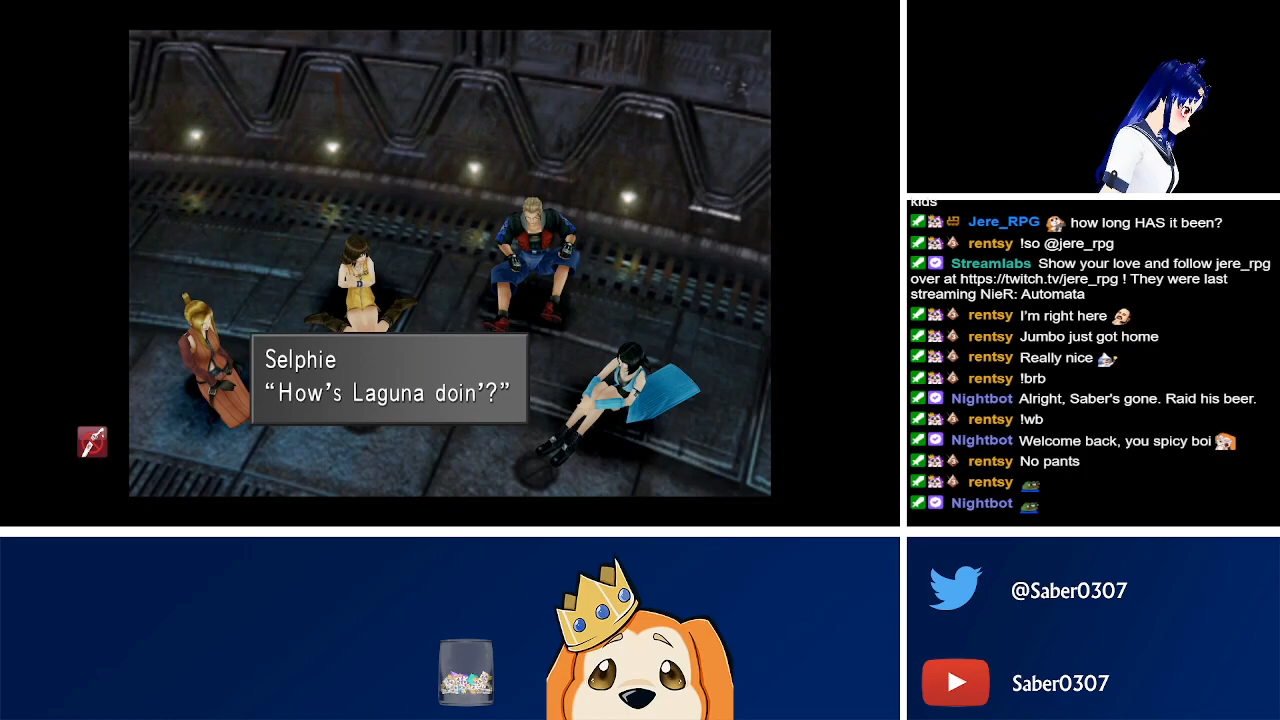 Selphie
“How's Laguna doin'?”
kids
Jere_RPG how long HAS it been?
rentsy !so @jere_rpg
Streamlabs Show your love and follow jere_rpg
over at https://twitch.tv/jere_rpg ! They were last
streaming NieR: Automata
rentsy I'm right here
rentsy Jumbo just got home
rentsy Really nice
rentsy !brb
Nightbot Alright, Saber's gone. Raid his beer.
rentsy !wb
Nightbot Welcome back, you spicy boi
rentsy No pants
rentsy
Nightbot
@Saber0307
Saber0307